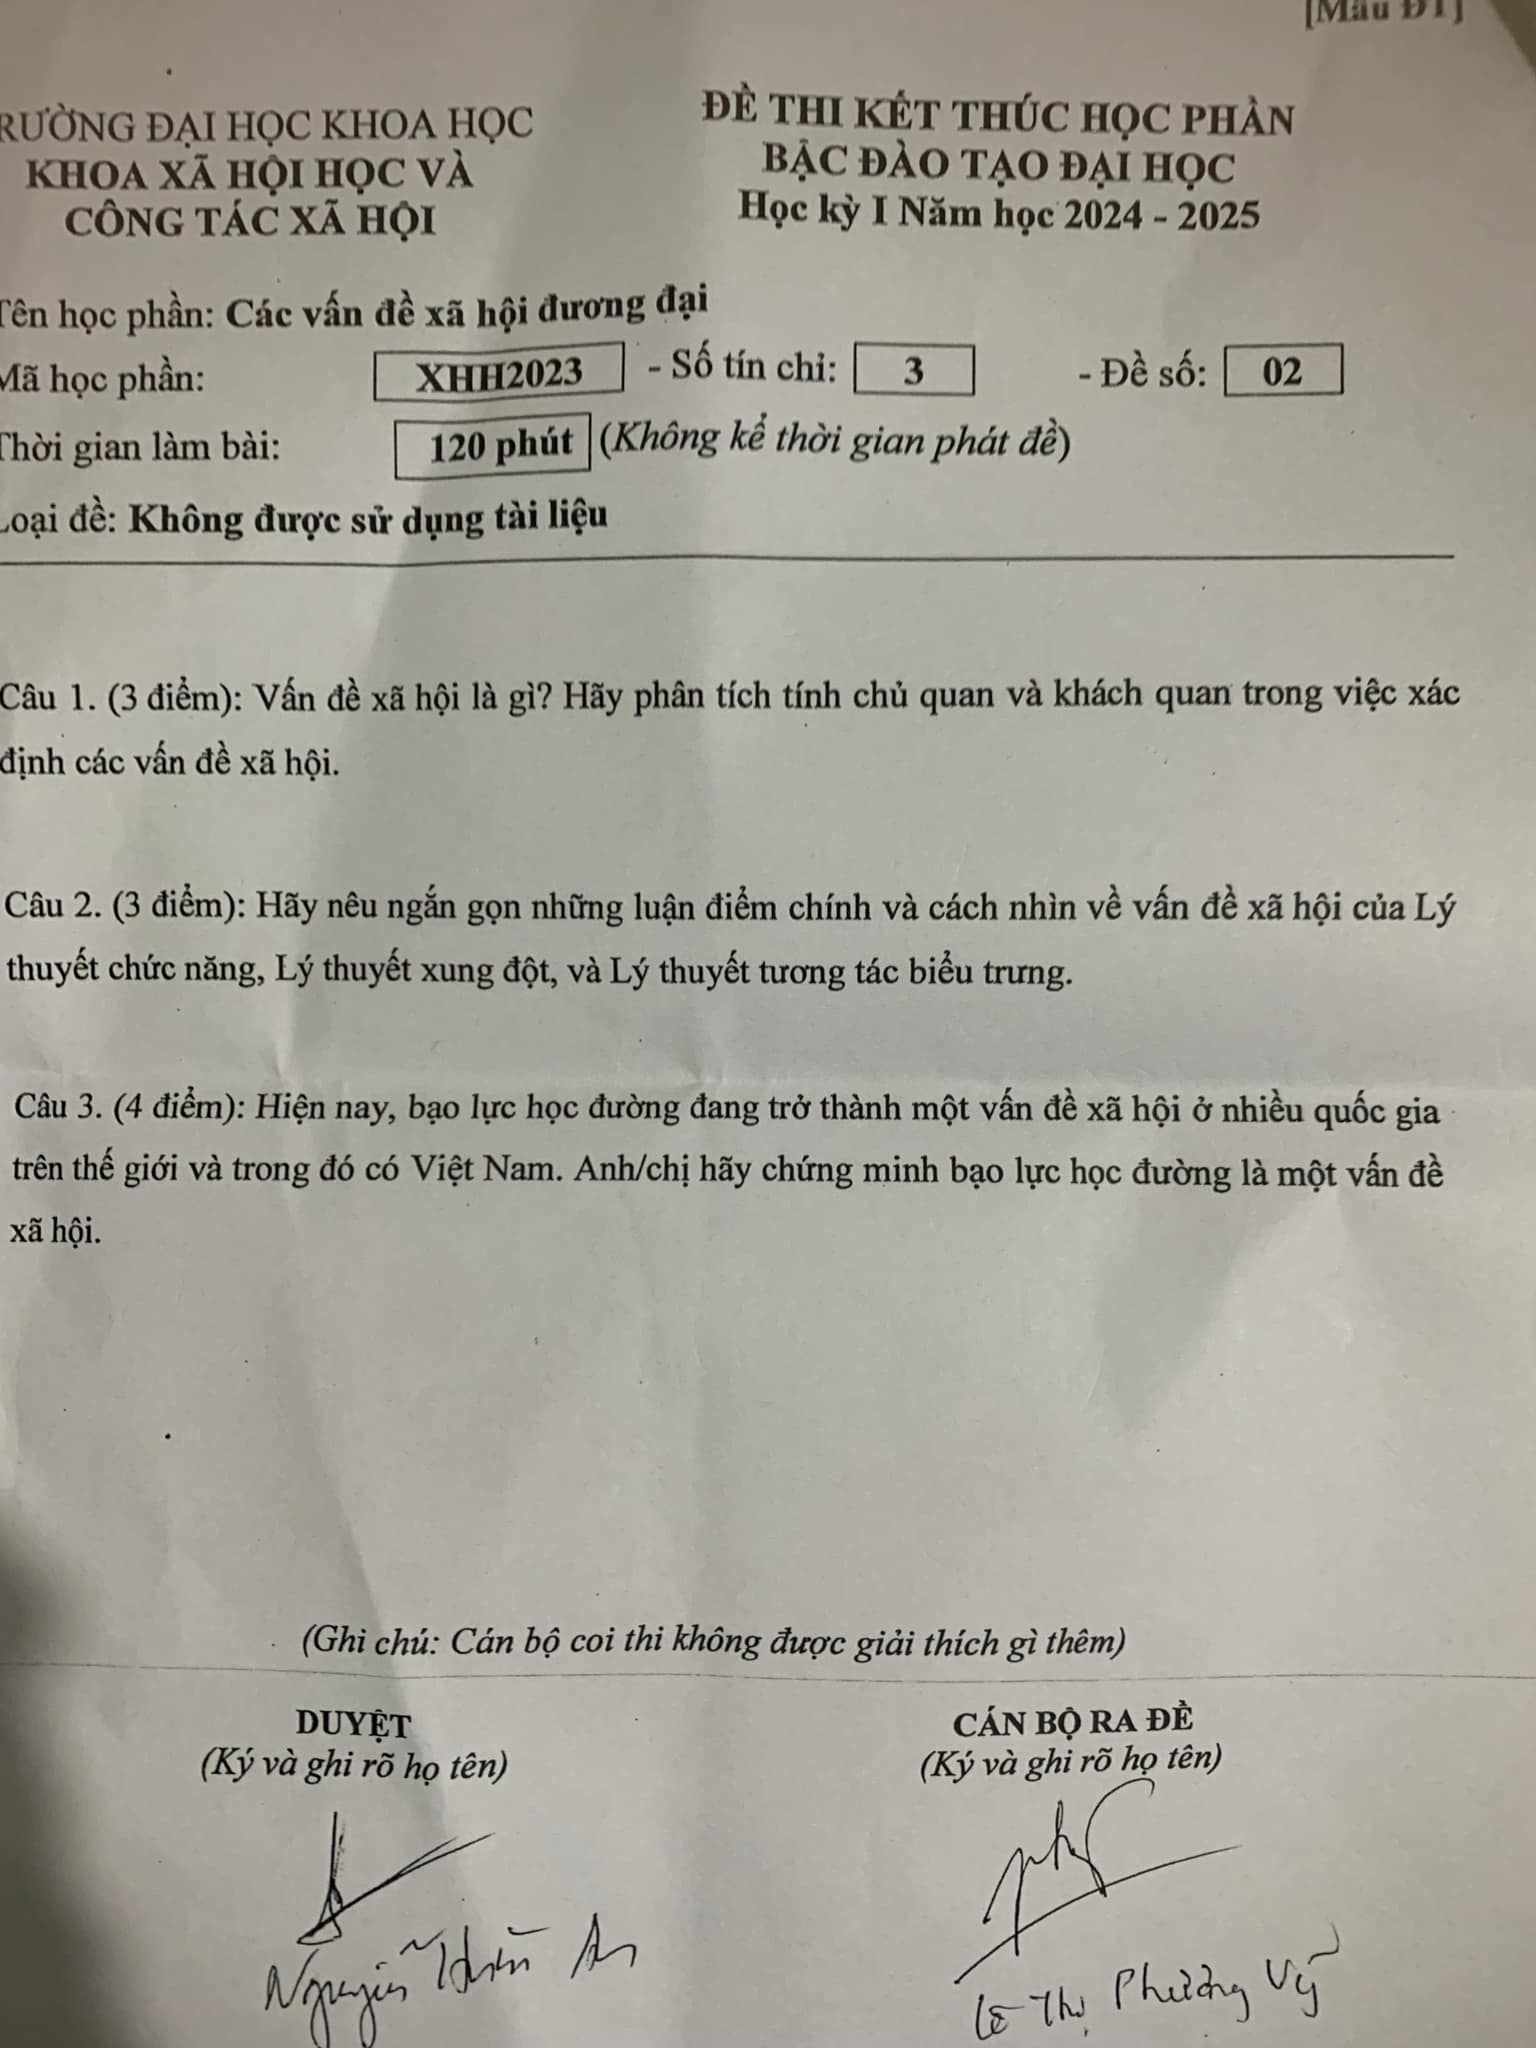 [Mẫu ĐT]
RƯỜNG ĐẠI HỌC KHOA HỌC
KHOA XÃ HỘI HỌC VÀ
CÔNG TÁC XÃ HỘI
ĐỀ THI KẾT THÚC HỌC PHẦN
BẬC ĐÀO TẠO ĐẠI HỌC
Học kỳ I Năm học 2024 - 2025
Tên học phần: Các vấn đề xã hội đương đại
Mã học phần: XHH2023 - Số tín chỉ: 3 - Đề số: 02
Thời gian làm bài: 120 phút (Không kể thời gian phát đề)
Loại đề: Không được sử dụng tài liệu
Câu 1. (3 điểm): Vấn đề xã hội là gì? Hãy phân tích tính chủ quan và khách quan trong việc xác
định các vấn đề xã hội.
Câu 2. (3 điểm): Hãy nêu ngắn gọn những luận điểm chính và cách nhìn về vấn đề xã hội của Lý
thuyết chức năng, Lý thuyết xung đột, và Lý thuyết tương tác biểu trưng.
Câu 3. (4 điểm): Hiện nay, bạo lực học đường đang trở thành một vấn đề xã hội ở nhiều quốc gia
trên thế giới và trong đó có Việt Nam. Anh/chị hãy chứng minh bạo lực học đường là một vấn đề
xã hội.
(Ghi chú: Cán bộ coi thi không được giải thích gì thêm)
DUYỆT
(Ký và ghi rõ họ tên)
Nguyễn
CÁN BỘ RA ĐỀ
(Ký và ghi rõ họ tên)
Lê Thị Phương Vỹ